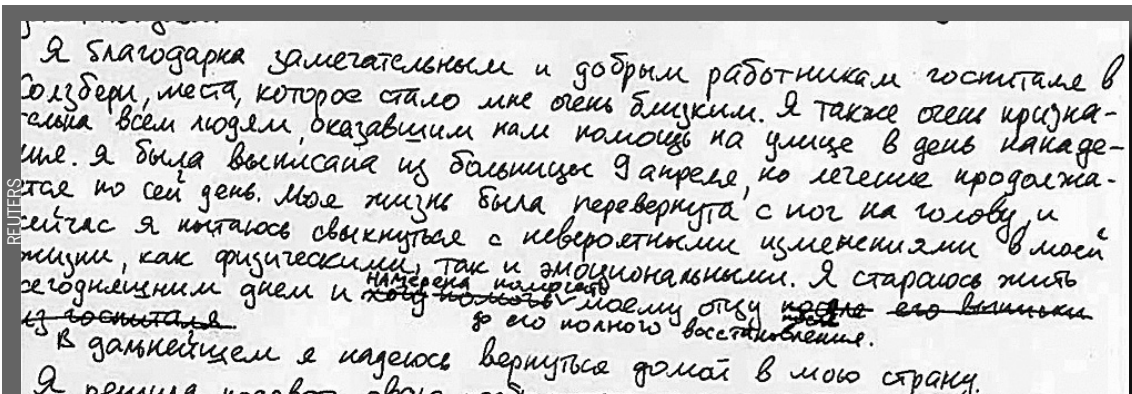 Я благодарна замечательным и добрым работникам госпиталя в
Солзбери, места, которое стало мне очень близким. Я также очень призна-
тельна всем людям, оказавшим нам помощь на улице в день нападе-
ния. Я была выписана из больницы 9 апреля, но лечение продолжа-
ется по сей день. Моя жизнь была перевернута с ног на голову, и
сейчас я пытаюсь свыкнуться с невероятными изменениями в моей
жизни, как физическими, так и эмоциональными. Я стараюсь жить
намерена помогать
сегодняшним днем и хочу помочь моему отцу после его выписки
из госпиталя до его полного восстановления.
В дальнейшем я надеюсь вернуться домой в мою страну.
Я решила
REUTERS